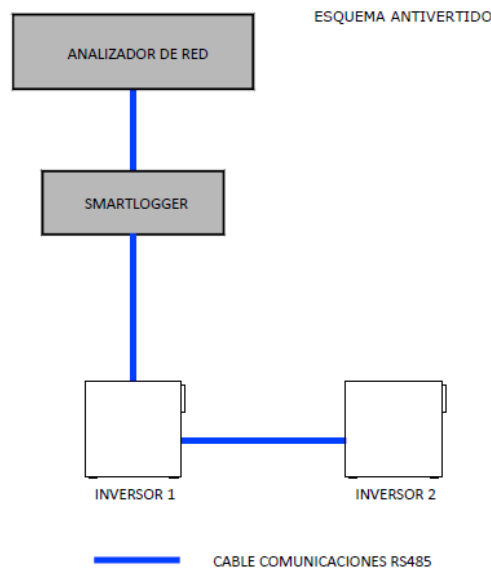 ESQUEMA ANTIVERTIDO
ANALIZADOR DE RED
SMARTLOGGER
INVERSOR 1
INVERSOR 2
CABLE COMUNICACIONES RS485